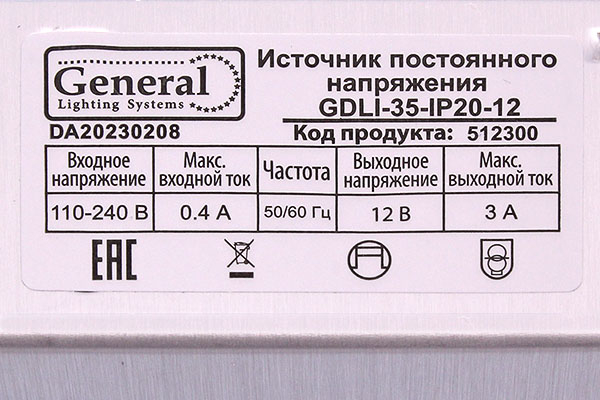 General
Lighting Systems
DA20230208
Источник постоянного
напряжения
GDLI-35-IP20-12
Код продукта: 512300
Входное напряжение Макс. входной ток Частота Выходное напряжение Макс. выходной ток
110-240 В 0.4 А 50/60 Гц 12 В 3 А
EAC